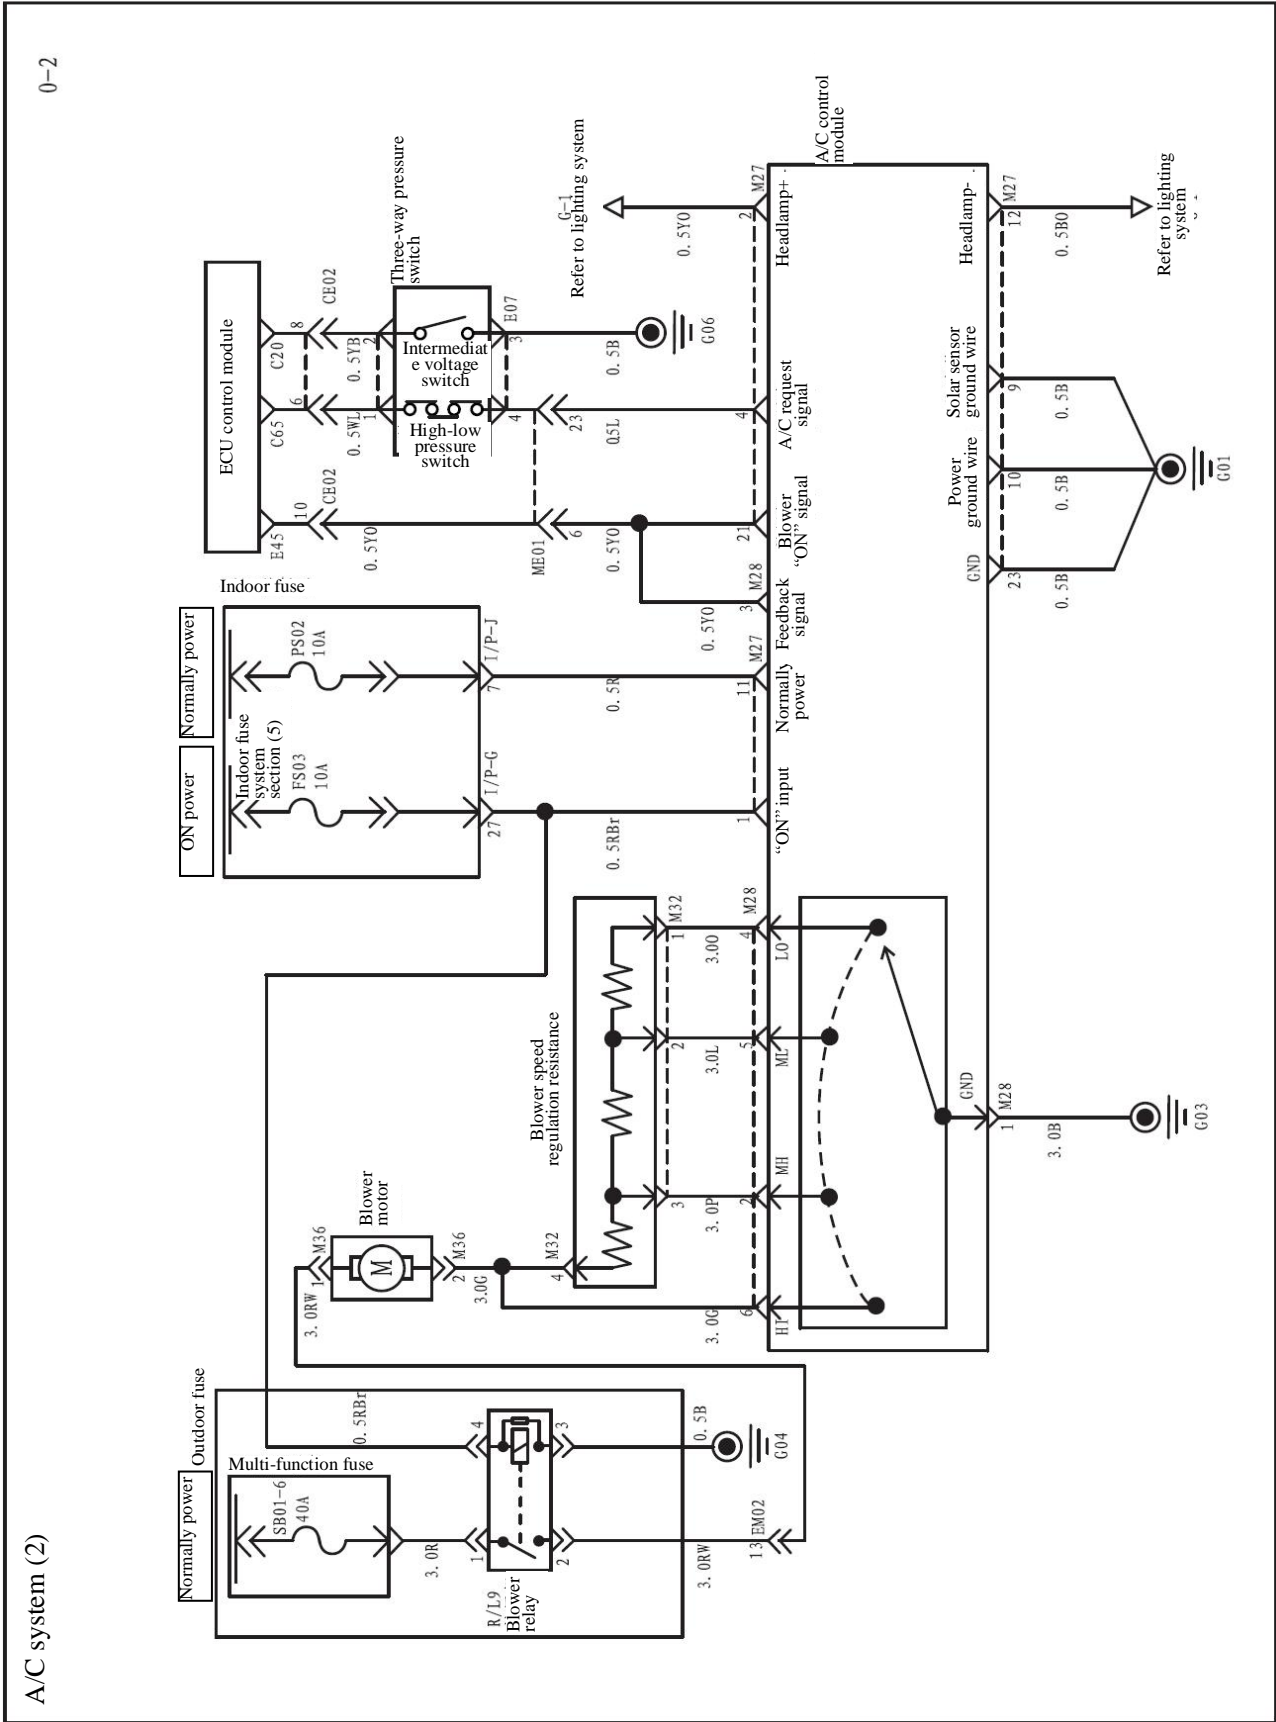 A/C system (2)
0-2
Normally power
Outdoor fuse
Multi-function fuse
SB01-6
40A
3.0R
1
4
R/L9
Blower
relay
2
3
0.5RBr
3.0RW
0.5B
G04
13
EM02
3.0RW
1
M36
Blower
motor
M
2
M36
3.0G
4
M32
Blower speed
regulation resistance
3
2
1
M32
3.0G
3.0P
3.0L
3.0O
6
2
5
4
M28
HI
MH
ML
LO
GND
1
M28
3.0B
G03
ON power
Normally power
Indoor fuse
Indoor fuse
system
section (5)
FS03
10A
PS02
10A
27
I/P-G
7
I/P-J
0.5RBr
0.5R
1
11
M27
"ON" input
Normally
power
ECU control module
E45
C65
C20
10
CE02
6
8
CE02
0.5YO
0.5WL
0.5YB
1
2
Three-way pressure
switch
Intermediat
e voltage
switch
High-low
pressure
switch
4
3
E07
ME01
6
23
0.5YO
0.5L
0.5B
G06
0.5YO
3
M28
21
4
Feedback
signal
Blower
"ON" signal
A/C request
signal
G-1
Refer to lighting system
0.5YO
2
M27
Headlamp+
A/C control
module
GND
Power
ground wire
Solar sensor
ground wire
Headlamp-
23
10
9
12
M27
0.5B
0.5B
0.5B
0.5BO
G01
Refer to lighting
system